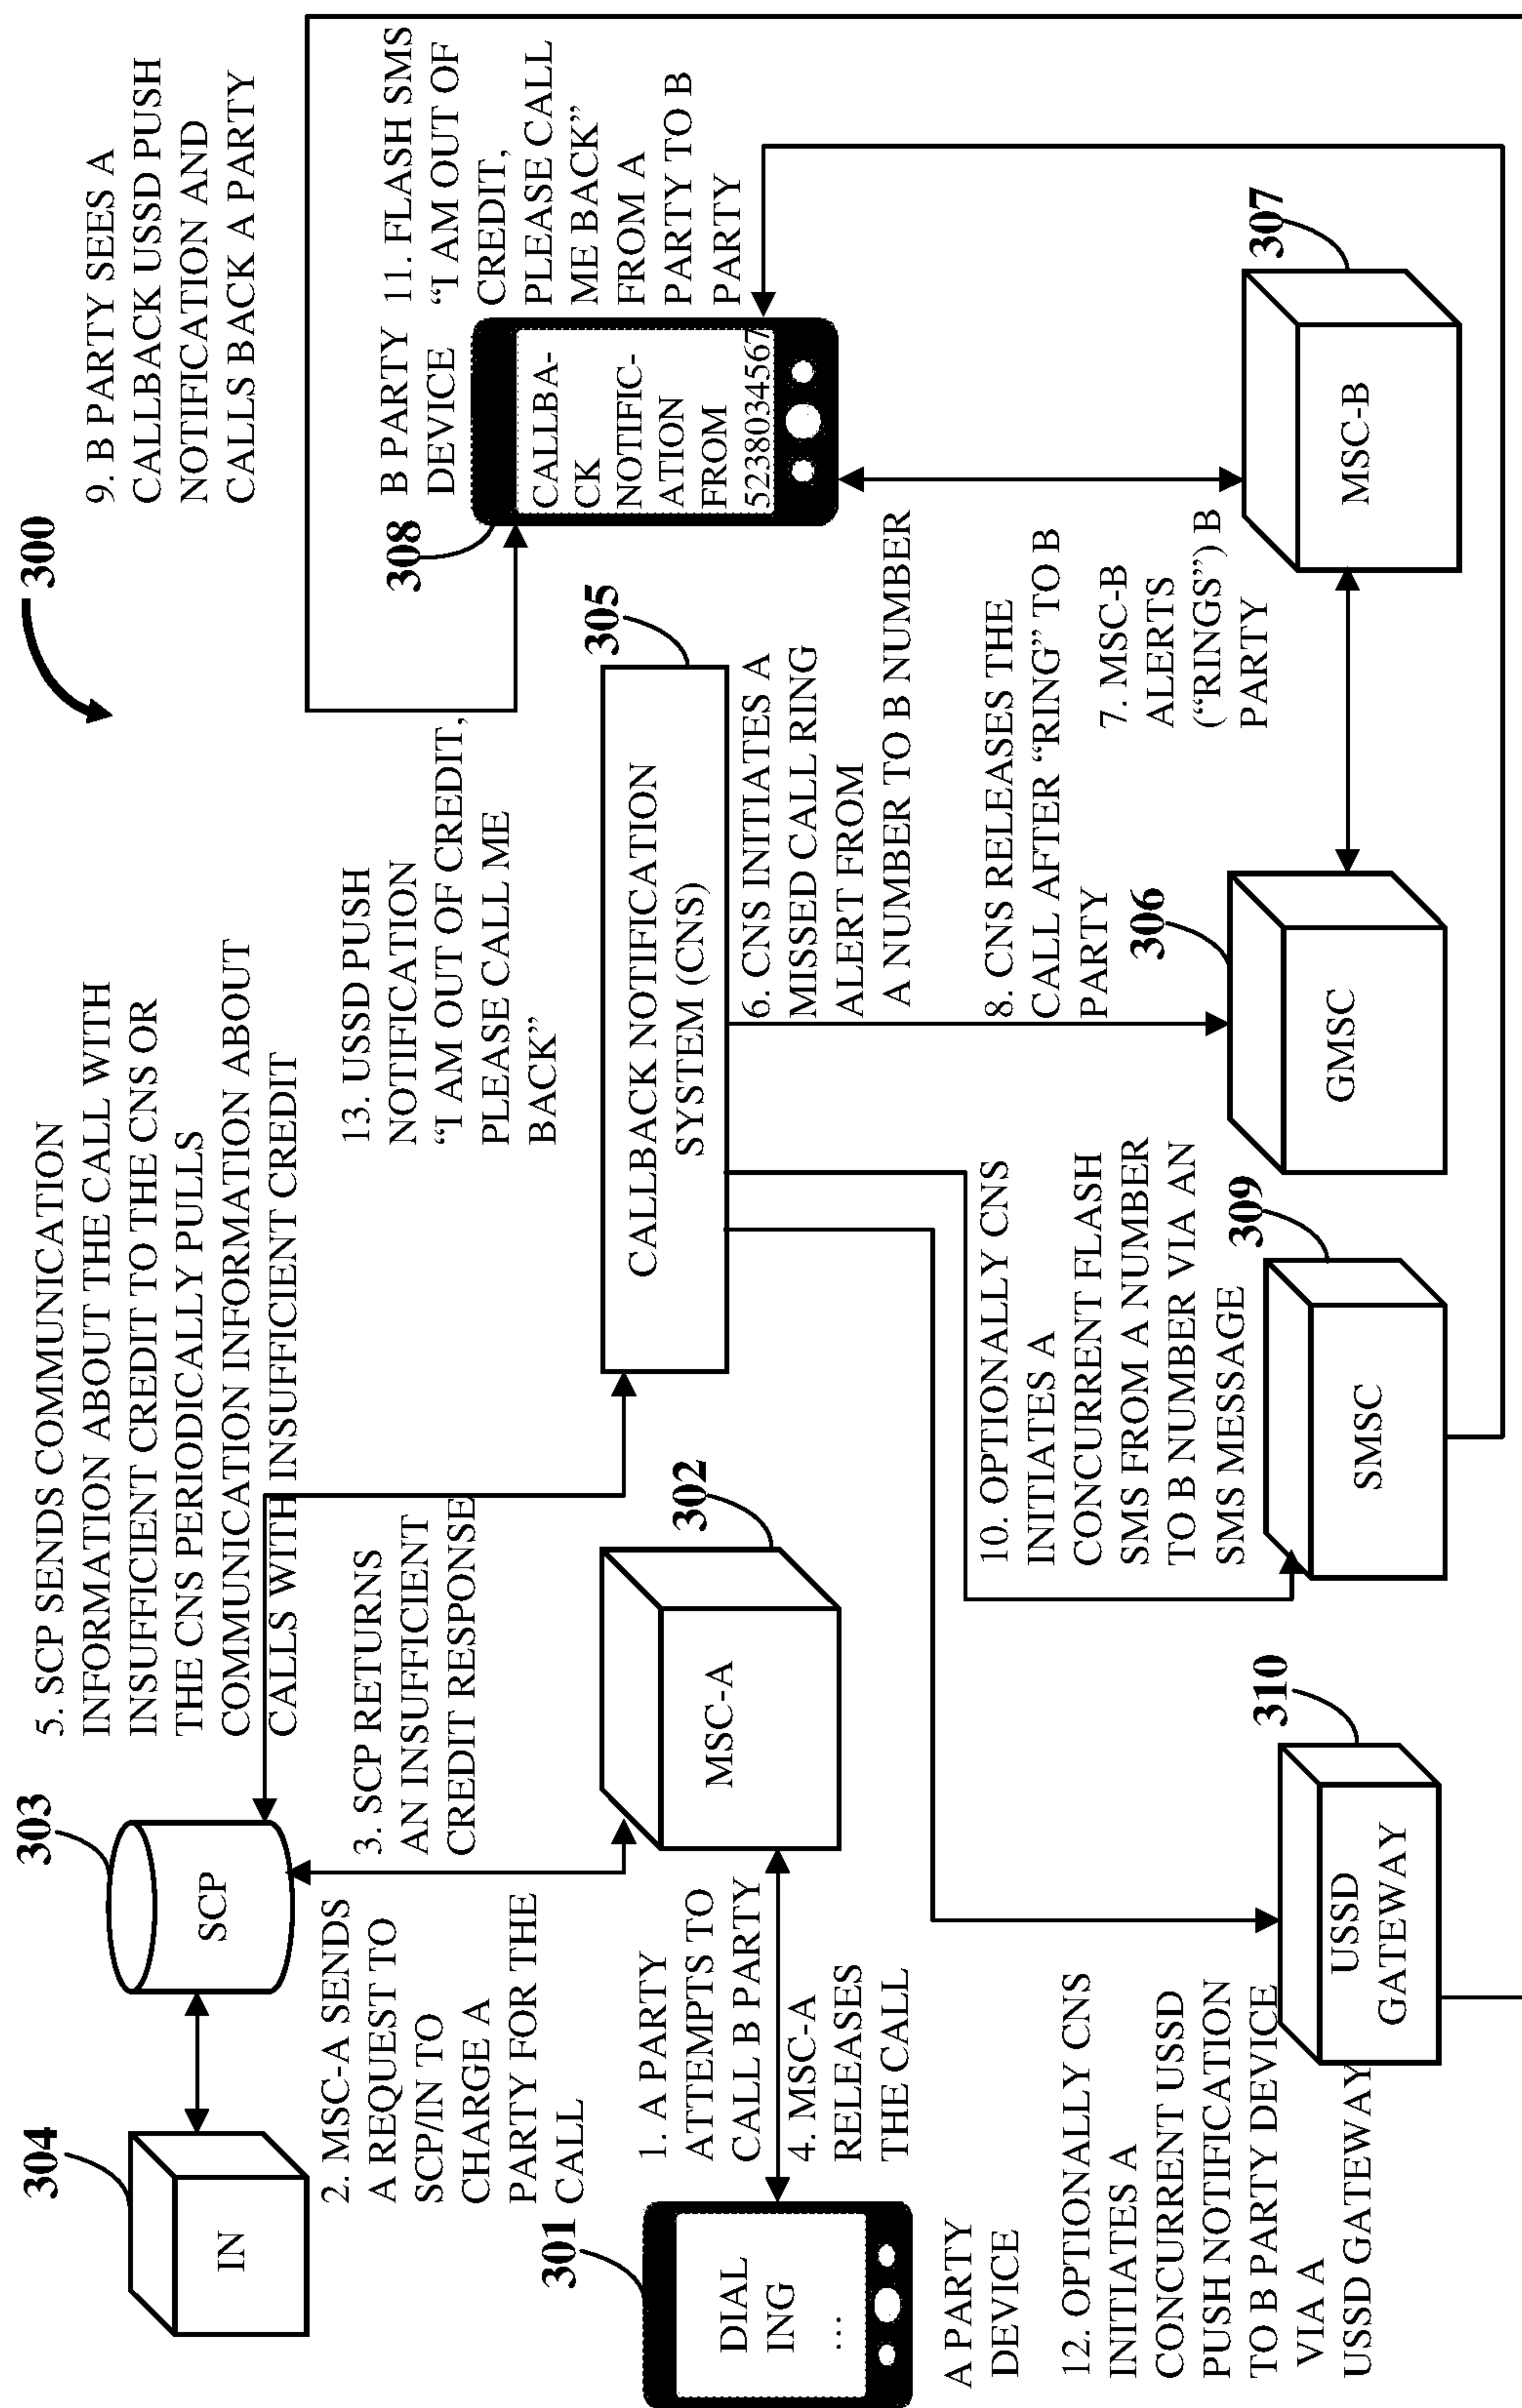 300
304
IN
303
SCP
5. SCP SENDS COMMUNICATION
INFORMATION ABOUT THE CALL WITH
INSUFFICIENT CREDIT TO THE CNS OR
THE CNS PERIODICALLY PULLS
COMMUNICATION INFORMATION ABOUT
CALLS WITH INSUFFICIENT CREDIT
9. B PARTY SEES A
CALLBACK USSD PUSH
NOTIFICATION AND
CALLS BACK A PARTY
2. MSC-A SENDS
A REQUEST TO
SCP/IN TO
CHARGE A
PARTY FOR THE
CALL
3. SCP RETURNS
AN INSUFFICIENT
CREDIT RESPONSE
13. USSD PUSH
NOTIFICATION
“I AM OUT OF CREDIT,
PLEASE CALL ME
BACK”
308
B PARTY
DEVICE
CALLBA-
CK
NOTIFIC-
ATION
FROM
5238034567
11. FLASH SMS
“I AM OUT OF
CREDIT,
PLEASE CALL
ME BACK”
FROM A
PARTY TO B
PARTY
301
DIAL
ING
...
A PARTY
DEVICE
1. A PARTY
ATTEMPTS TO
CALL B PARTY
4. MSC-A
RELEASES
THE CALL
302
MSC-A
305
CALLBACK NOTIFICATION
SYSTEM (CNS)
6. CNS INITIATES A
MISSED CALL RING
ALERT FROM
A NUMBER TO B NUMBER
8. CNS RELEASES THE
CALL AFTER “RING” TO B
PARTY
7. MSC-B
ALERTS
(“RINGS”) B
PARTY
12. OPTIONALLY CNS
INITIATES A
CONCURRENT USSD
PUSH NOTIFICATION
TO B PARTY DEVICE
VIA A
USSD GATEWAY
310
USSD
GATEWAY
10. OPTIONALLY CNS
INITIATES A
CONCURRENT FLASH
SMS FROM A NUMBER
TO B NUMBER VIA AN
SMS MESSAGE
309
SMSC
306
GMSC
307
MSC-B